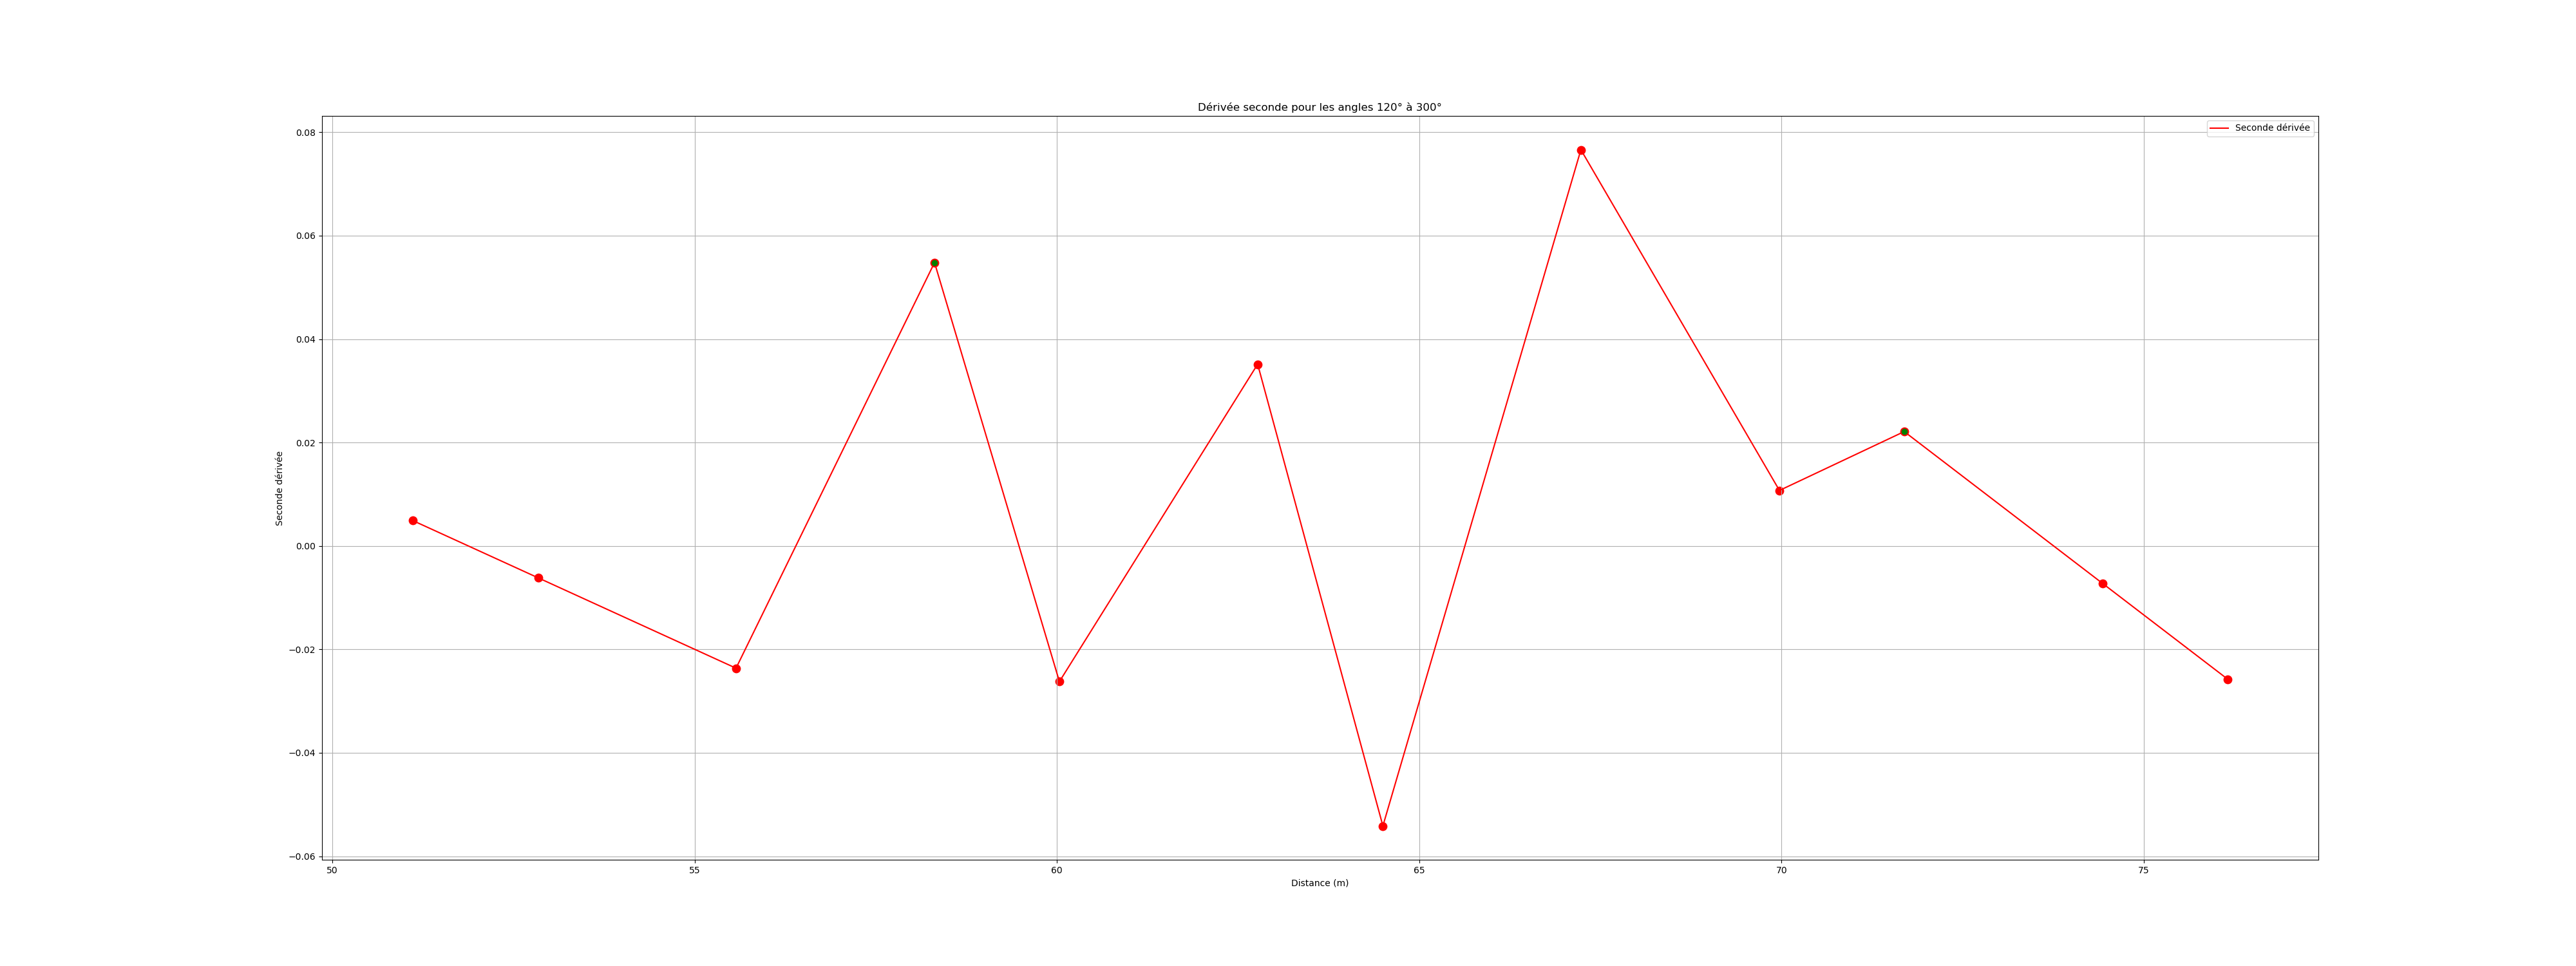 Dérivée seconde pour les angles 120° à 300°
Seconde dérivée
0.08
0.06
0.04
0.02
0.00
−0.02
−0.04
−0.06
Seconde dérivée
50 55 60 65 70 75
Distance (m)